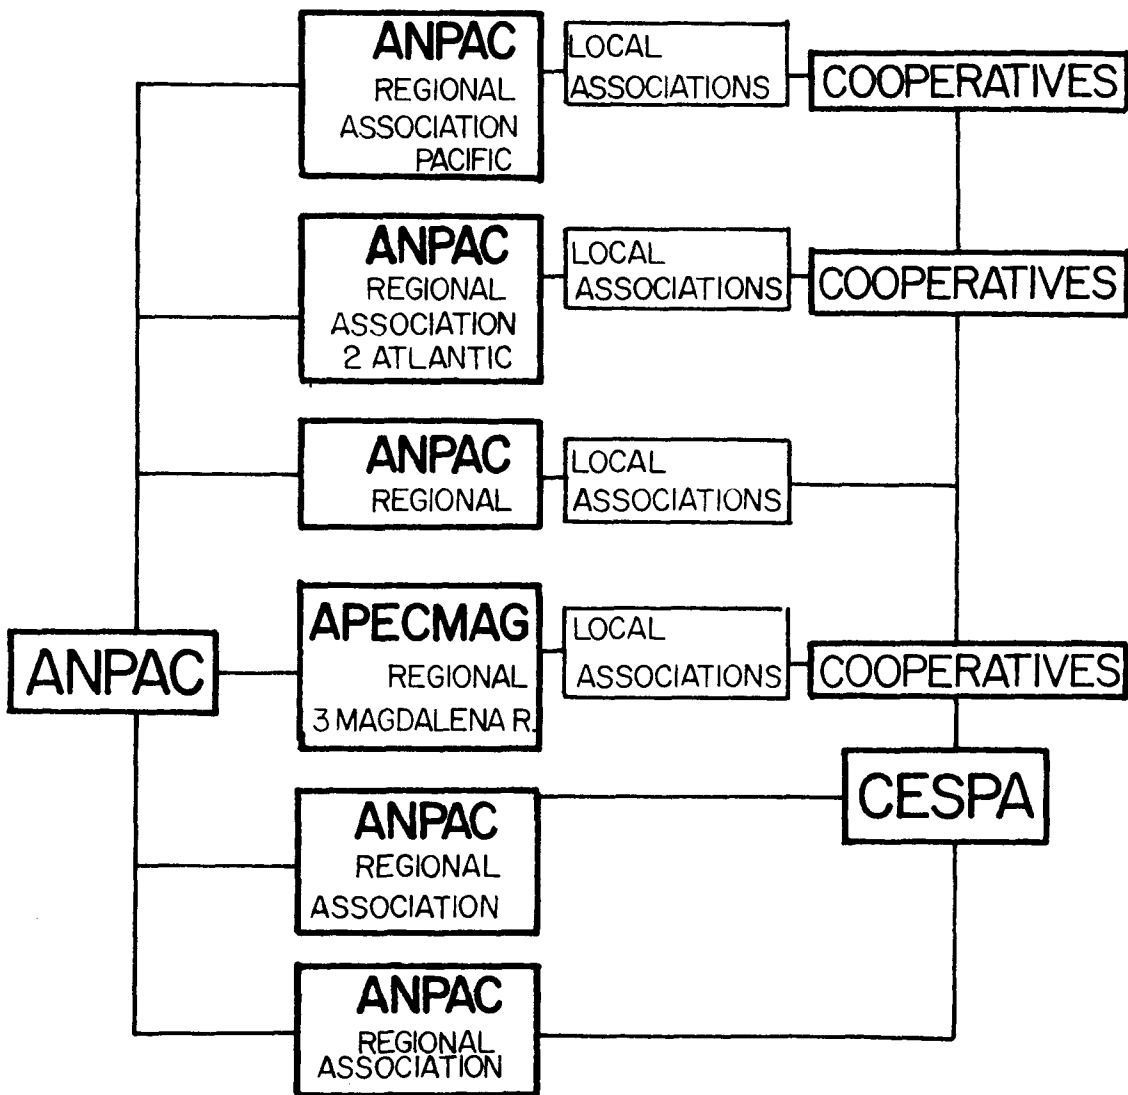 ANPAC
REGIONAL
ASSOCIATION
PACIFIC
LOCAL
ASSOCIATIONS
COOPERATIVES
ANPAC
REGIONAL
ASSOCIATION
2 ATLANTIC
LOCAL
ASSOCIATIONS
COOPERATIVES
ANPAC
REGIONAL
LOCAL
ASSOCIATIONS
ANPAC
APECMAG
REGIONAL
3 MAGDALENA R.
LOCAL
ASSOCIATIONS
COOPERATIVES
CESPA
ANPAC
REGIONAL
ASSOCIATION
ANPAC
REGIONAL
ASSOCIATION